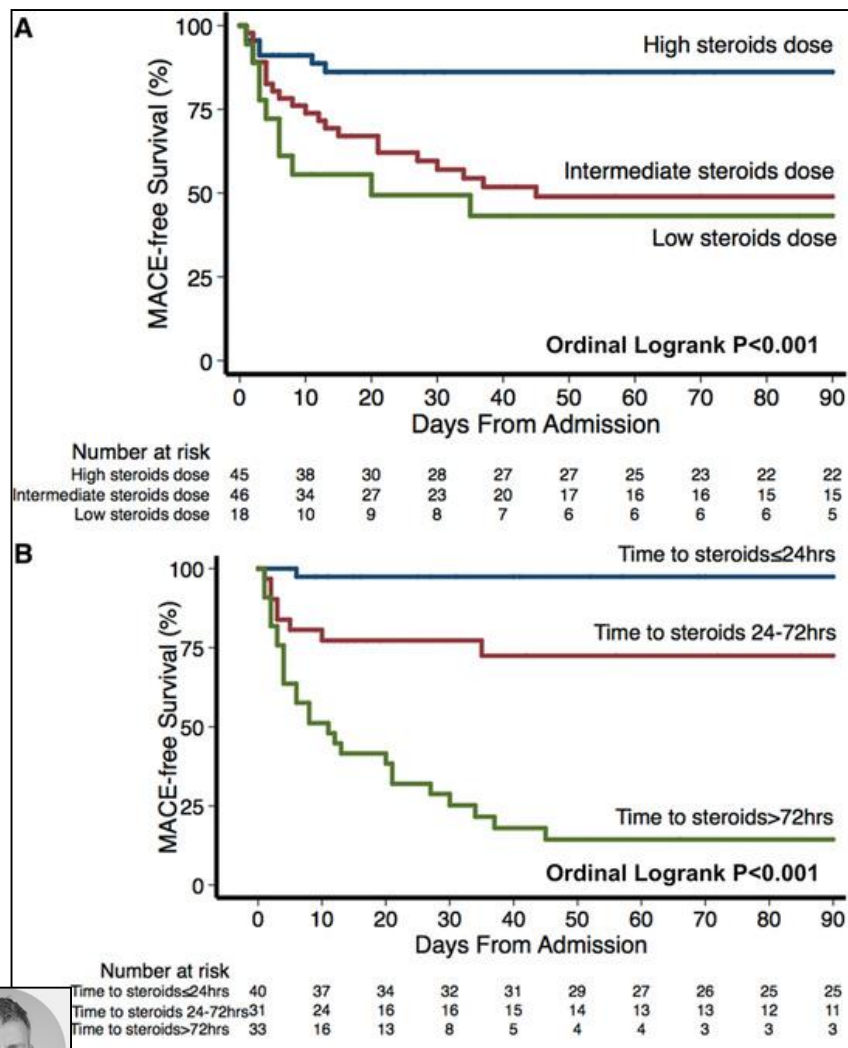 A
100
75
50
25
0
MACE-free Survival (%)
High steroids dose
Intermediate steroids dose
Low steroids dose
Ordinal Logrank P<0.001
0 10 20 30 40 50 60 70 80 90
Days From Admission
Number at risk
High steroids dose 45 38 30 28 27 27 25 23 22 22
Intermediate steroids dose 46 34 27 23 20 17 16 16 15 15
Low steroids dose 18 10 9 8 7 6 6 6 6 5
B
100
75
50
25
0
MACE-free Survival (%)
Time to steroids≤24hrs
Time to steroids 24-72hrs
Time to steroids>72hrs
Ordinal Logrank P<0.001
0 10 20 30 40 50 60 70 80 90
Days From Admission
Number at risk
Time to steroids≤24hrs 40 37 34 32 31 29 27 26 25 25
Time to steroids 24-72hrs 31 24 16 16 15 14 13 13 12 11
Time to steroids>72hrs 33 16 13 8 5 4 4 3 3 3